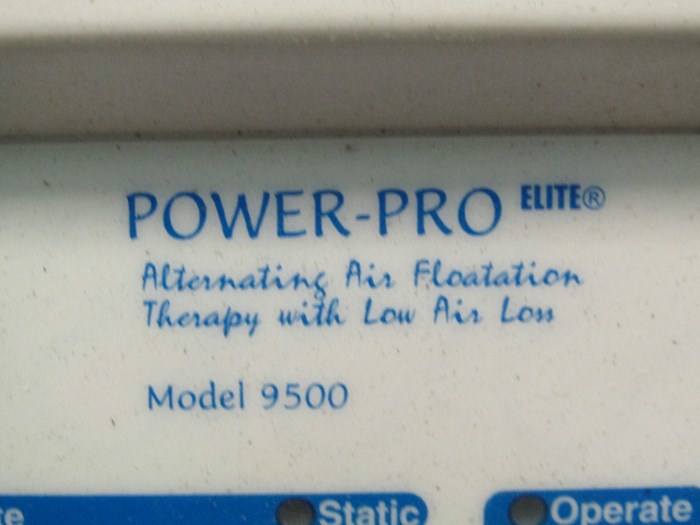 POWER-PRO ELITE®
Alternating Air Floatation
Therapy with Low Air Loss
Model 9500
Static
Operate